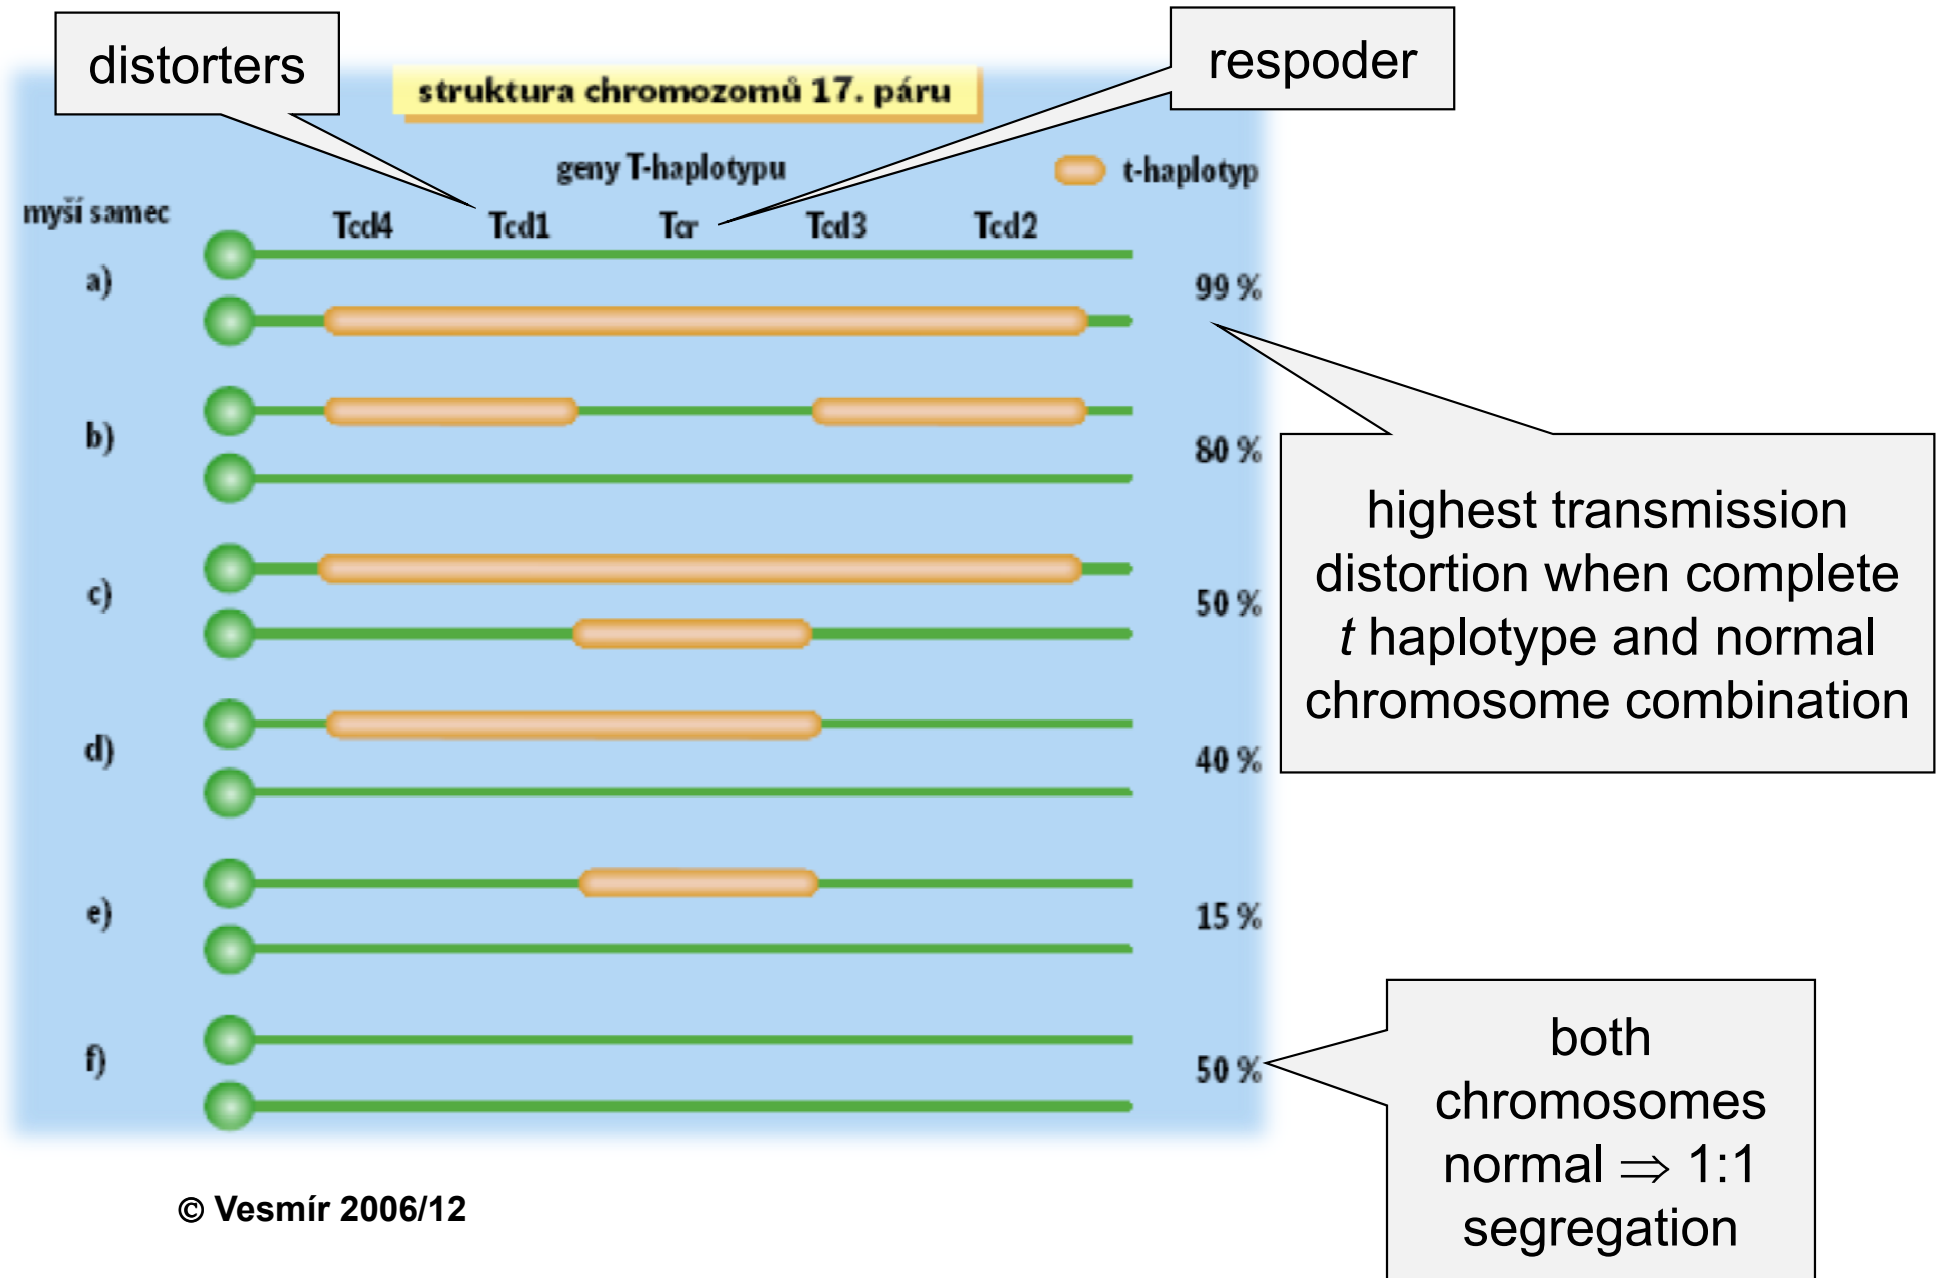 distorters
respoder
struktura chromozomů 17. páru
geny T-haplotypu
t-haplotyp
myší samec
Tcd4 Tcd1 Tcr Tcd3 Tcd2
a)
99 %
b)
80 %
highest transmission
distortion when complete
t haplotype and normal
chromosome combination
c)
50 %
d)
40 %
e)
15 %
f)
50 %
both
chromosomes
normal ⇒ 1:1
segregation
© Vesmír 2006/12